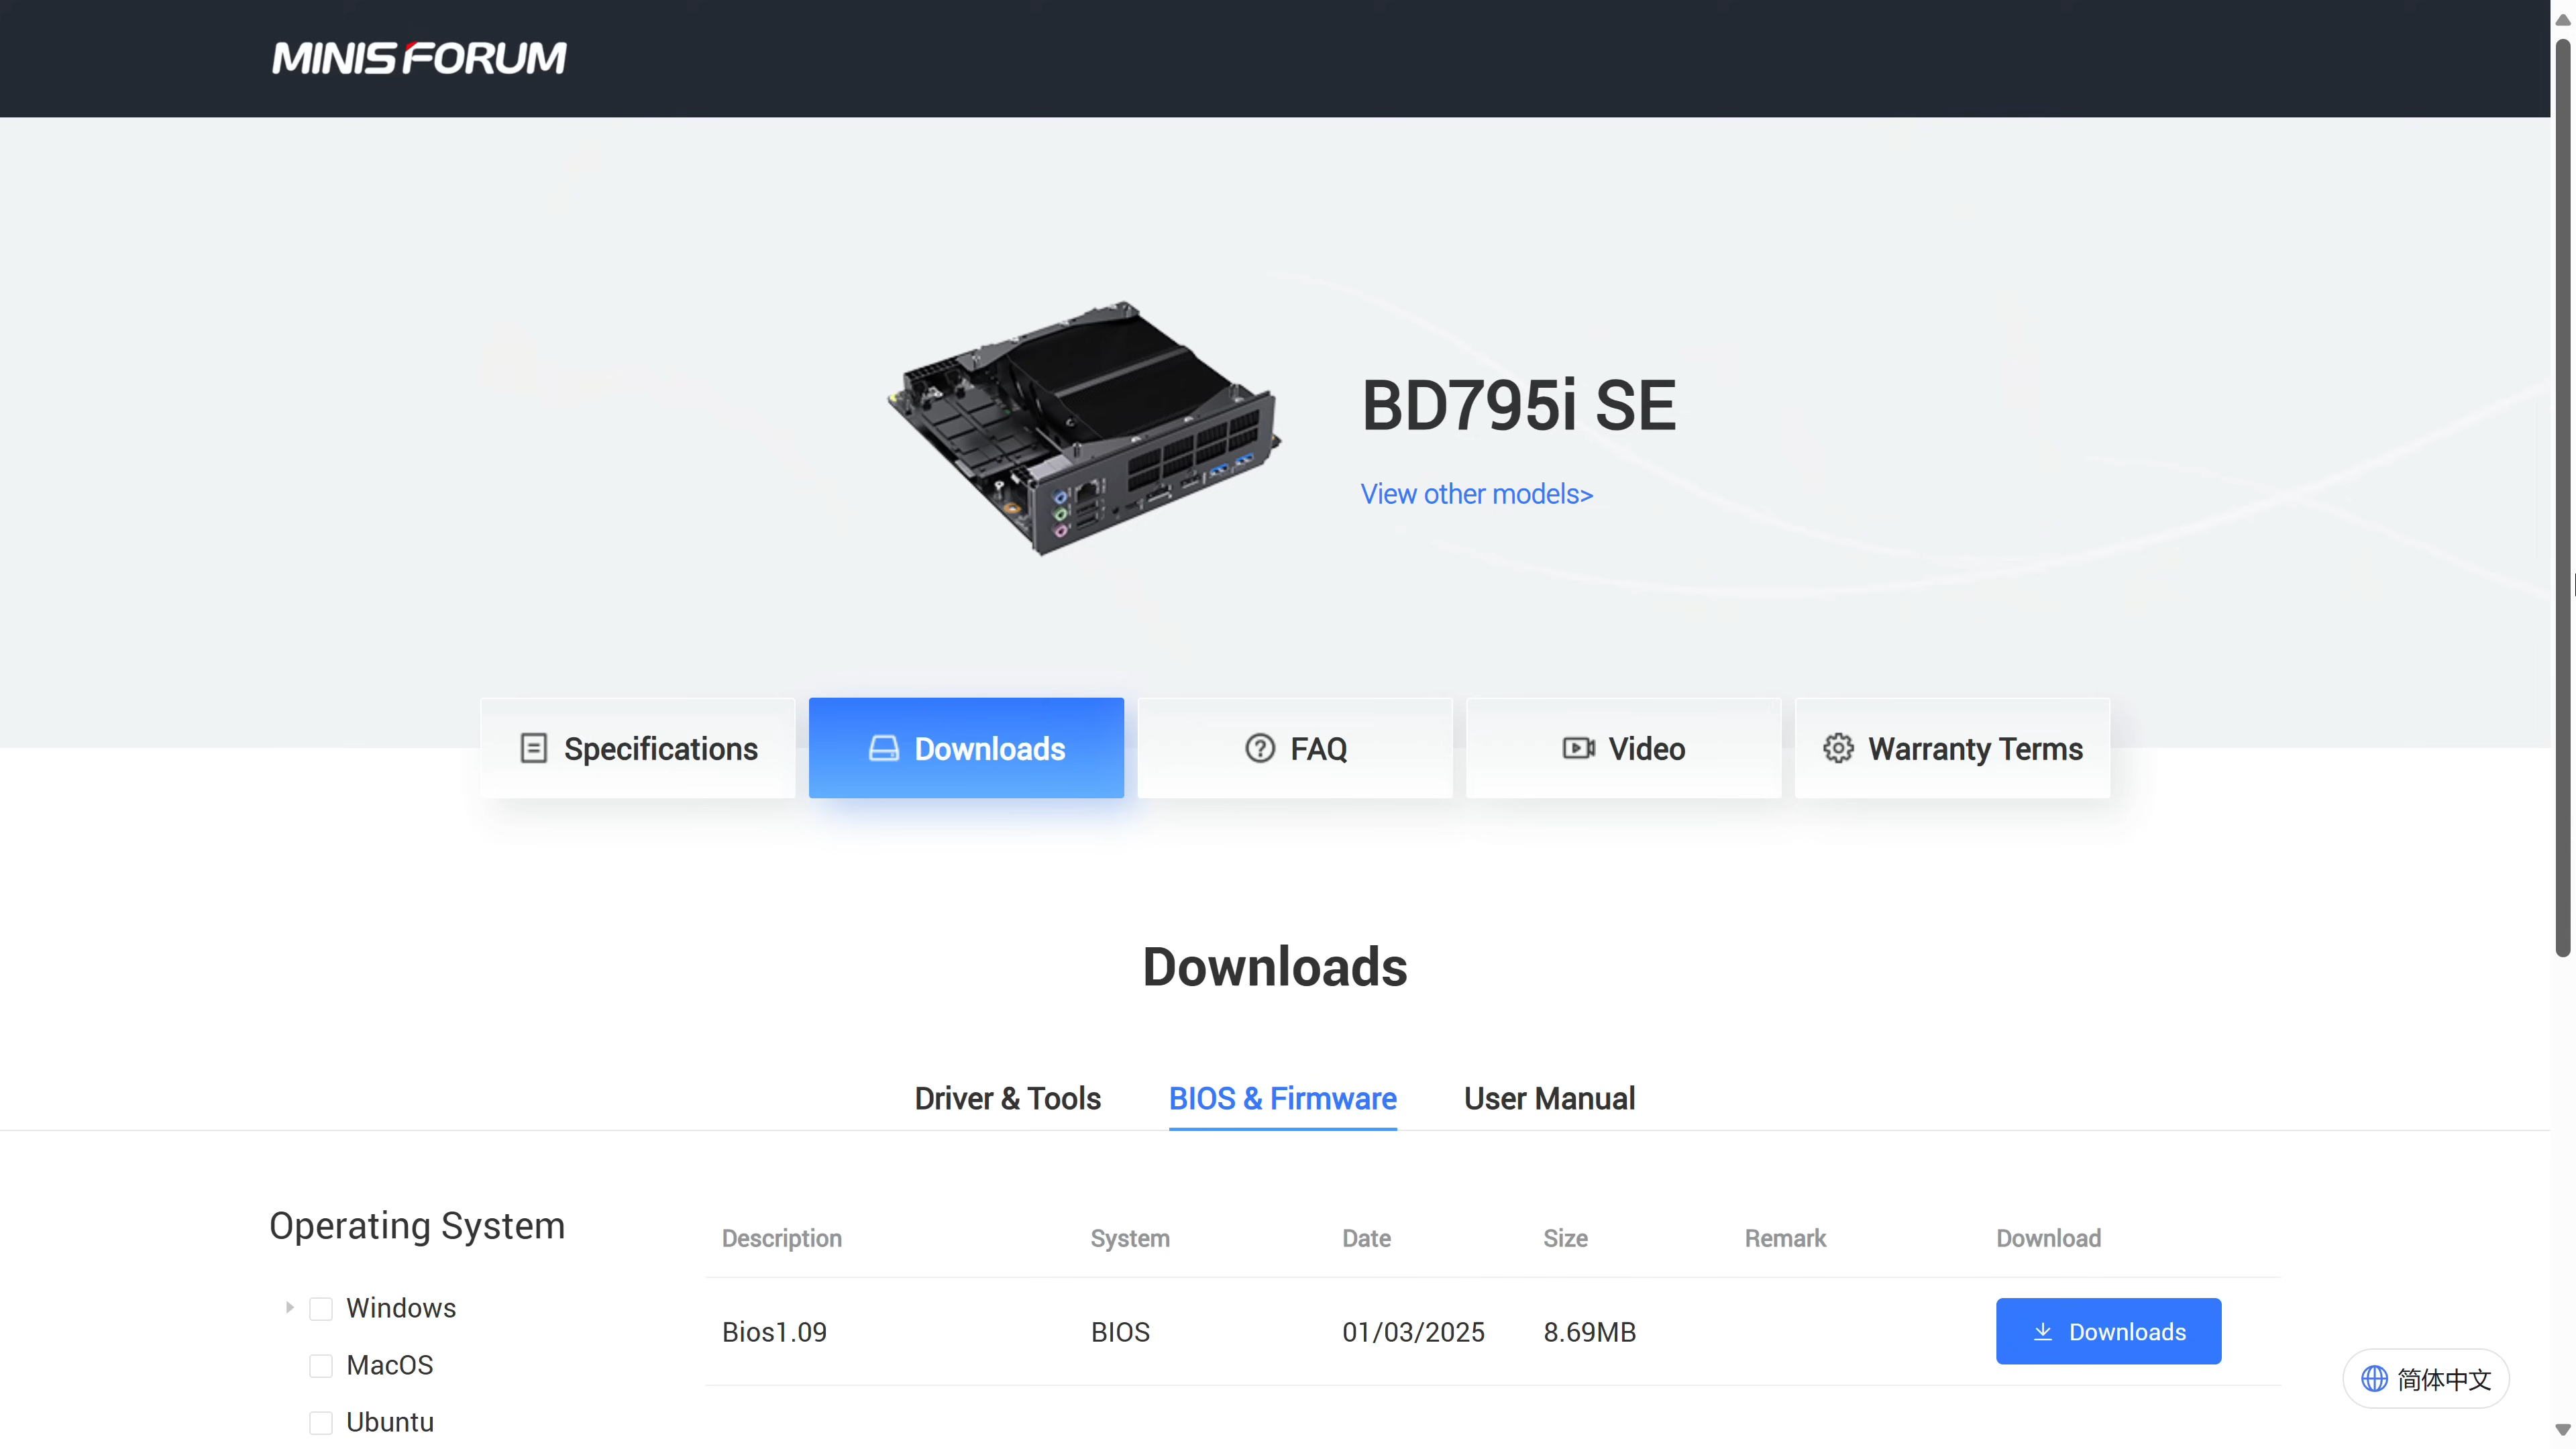 MINISFORUM
BD795i SE
View other models>
Specifications
Downloads
FAQ
Video
Warranty Terms
Downloads
Driver & Tools
BIOS & Firmware
User Manual
Operating System
Windows
MacOS
Ubuntu
Description System Date Size Remark Download
Bios1.09 BIOS 01/03/2025 8.69MB Downloads
简体中文